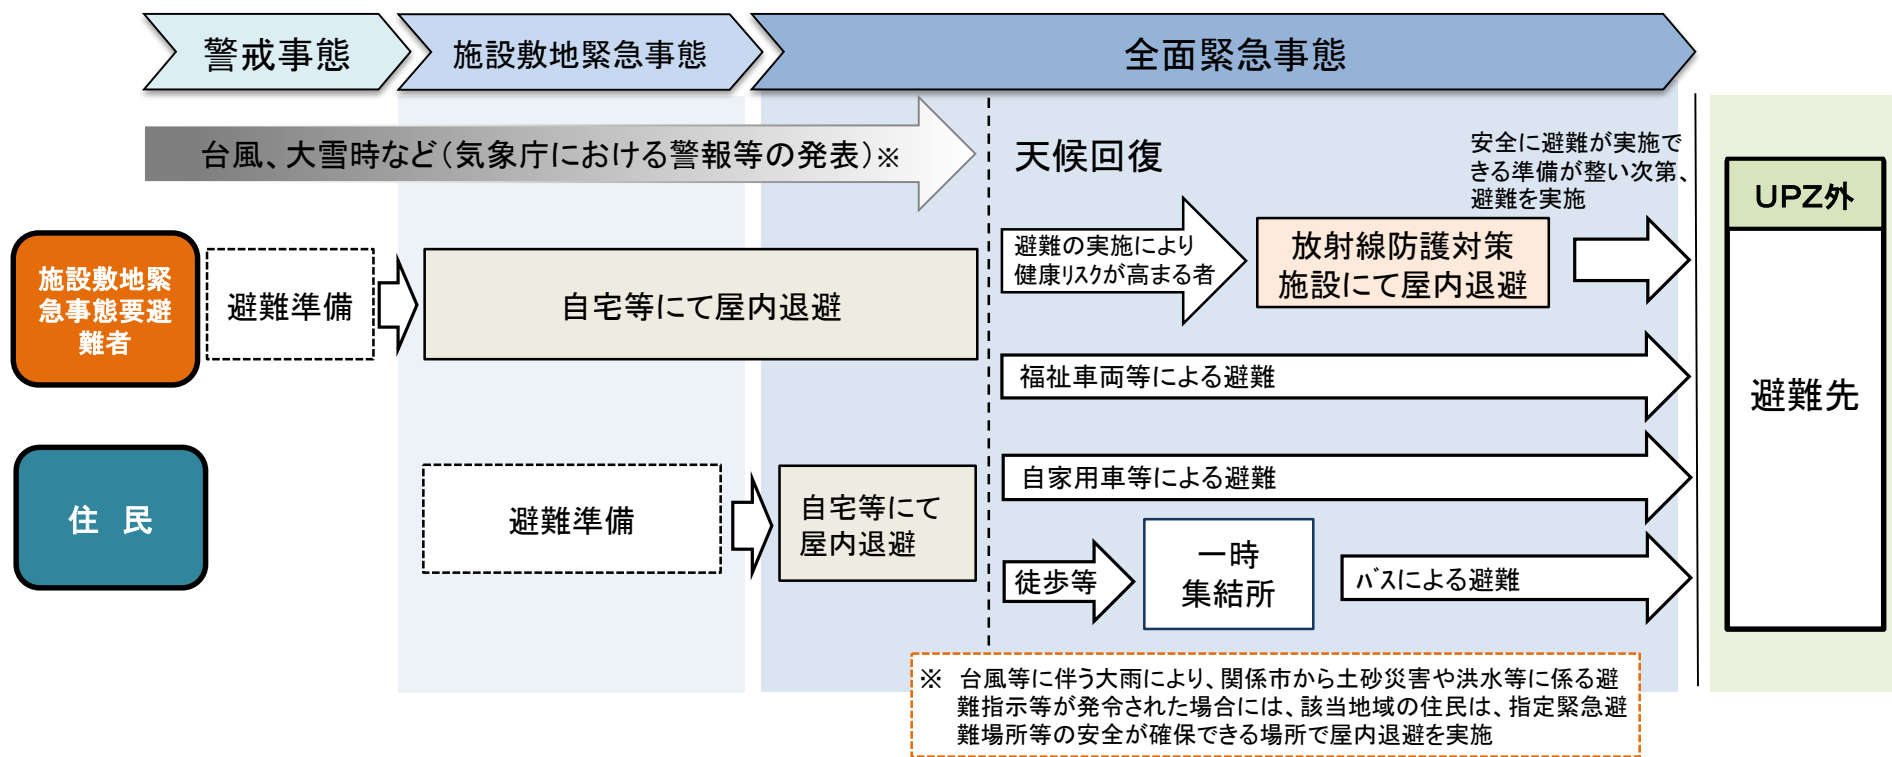 警戒事態
施設敷地緊急事態
全面緊急事態
台風、大雪時など(気象庁における警報等の発表)※
天候回復
安全に避難が実施で
きる準備が整い次第、
避難を実施
UPZ外
避難先
施設敷地緊
急事態要避
難者
避難準備
自宅等にて屋内退避
避難の実施により
健康ﾘｽｸが高まる者
放射線防護対策
施設にて屋内退避
福祉車両等による避難
住 民
避難準備
自宅等にて
屋内退避
自家用車等による避難
徒歩等
一時
集結所
ﾊﾞｽによる避難
※ 台風等に伴う大雨により、関係市から土砂災害や洪水等に係る避
難指示等が発令された場合には、該当地域の住民は、指定緊急避
難場所等の安全が確保できる場所で屋内退避を実施